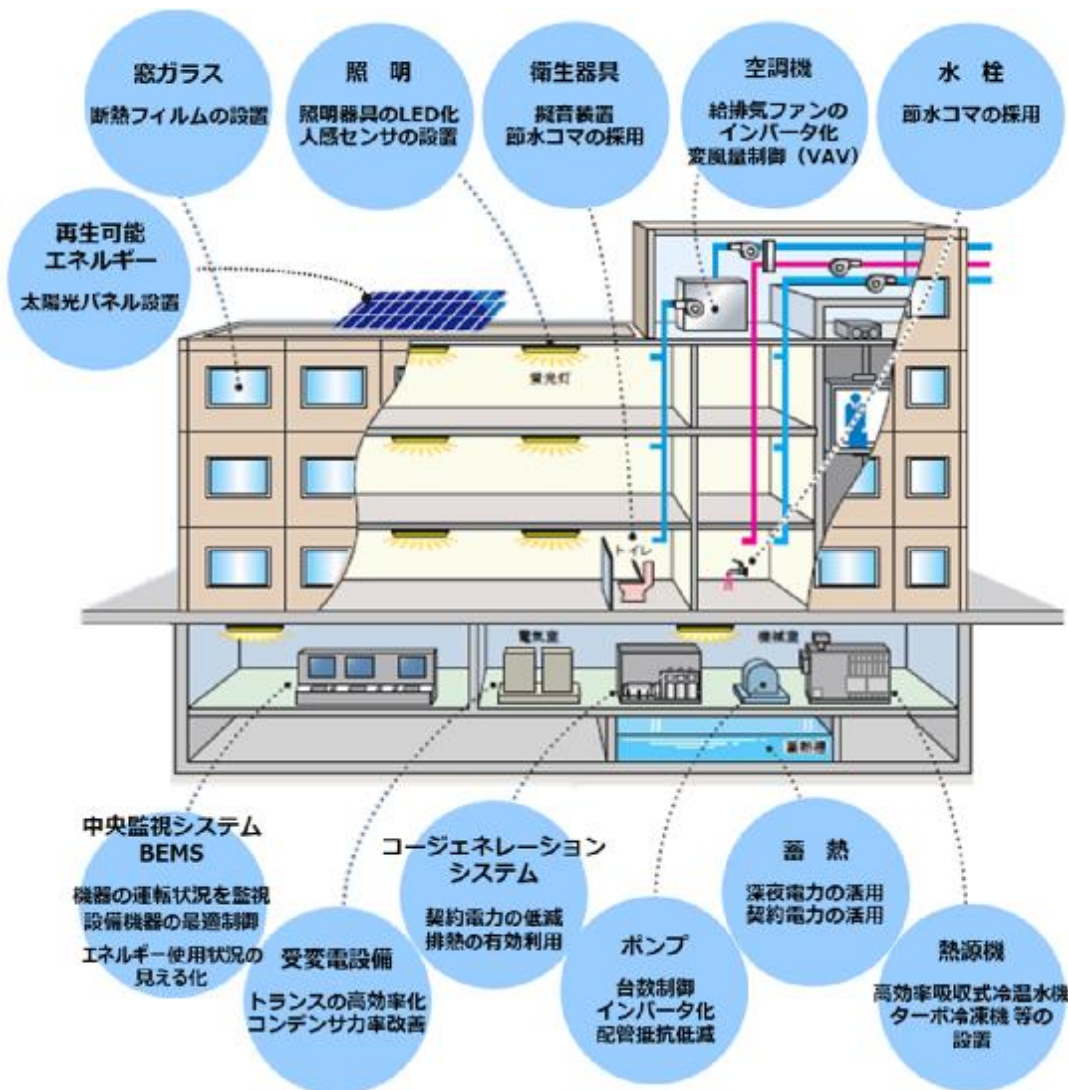 窓ガラス
断熱フィルムの設置
照　明
照明器具のLED化
人感センサの設置
衛生器具
擬音装置
節水コマの採用
空調機
給排気ファンの
インバータ化
変風量制御（VAV）
水　栓
節水コマの採用
再生可能
エネルギー
太陽光パネル設置
蛍光灯
トイレ
電気室
機械室
蓄熱槽
中央監視システム
BEMS
機器の運転状況を監視
設備機器の最適制御
エネルギー使用状況の
見える化
受変電設備
トランスの高効率化
コンデンサ力率改善
コージェネレーション
システム
契約電力の低減
排熱の有効利用
ポンプ
台数制御
インバータ化
配管抵抗低減
蓄　熱
深夜電力の活用
契約電力の活用
熱源機
高効率吸収式冷温水機
ターボ冷凍機 等の
設置